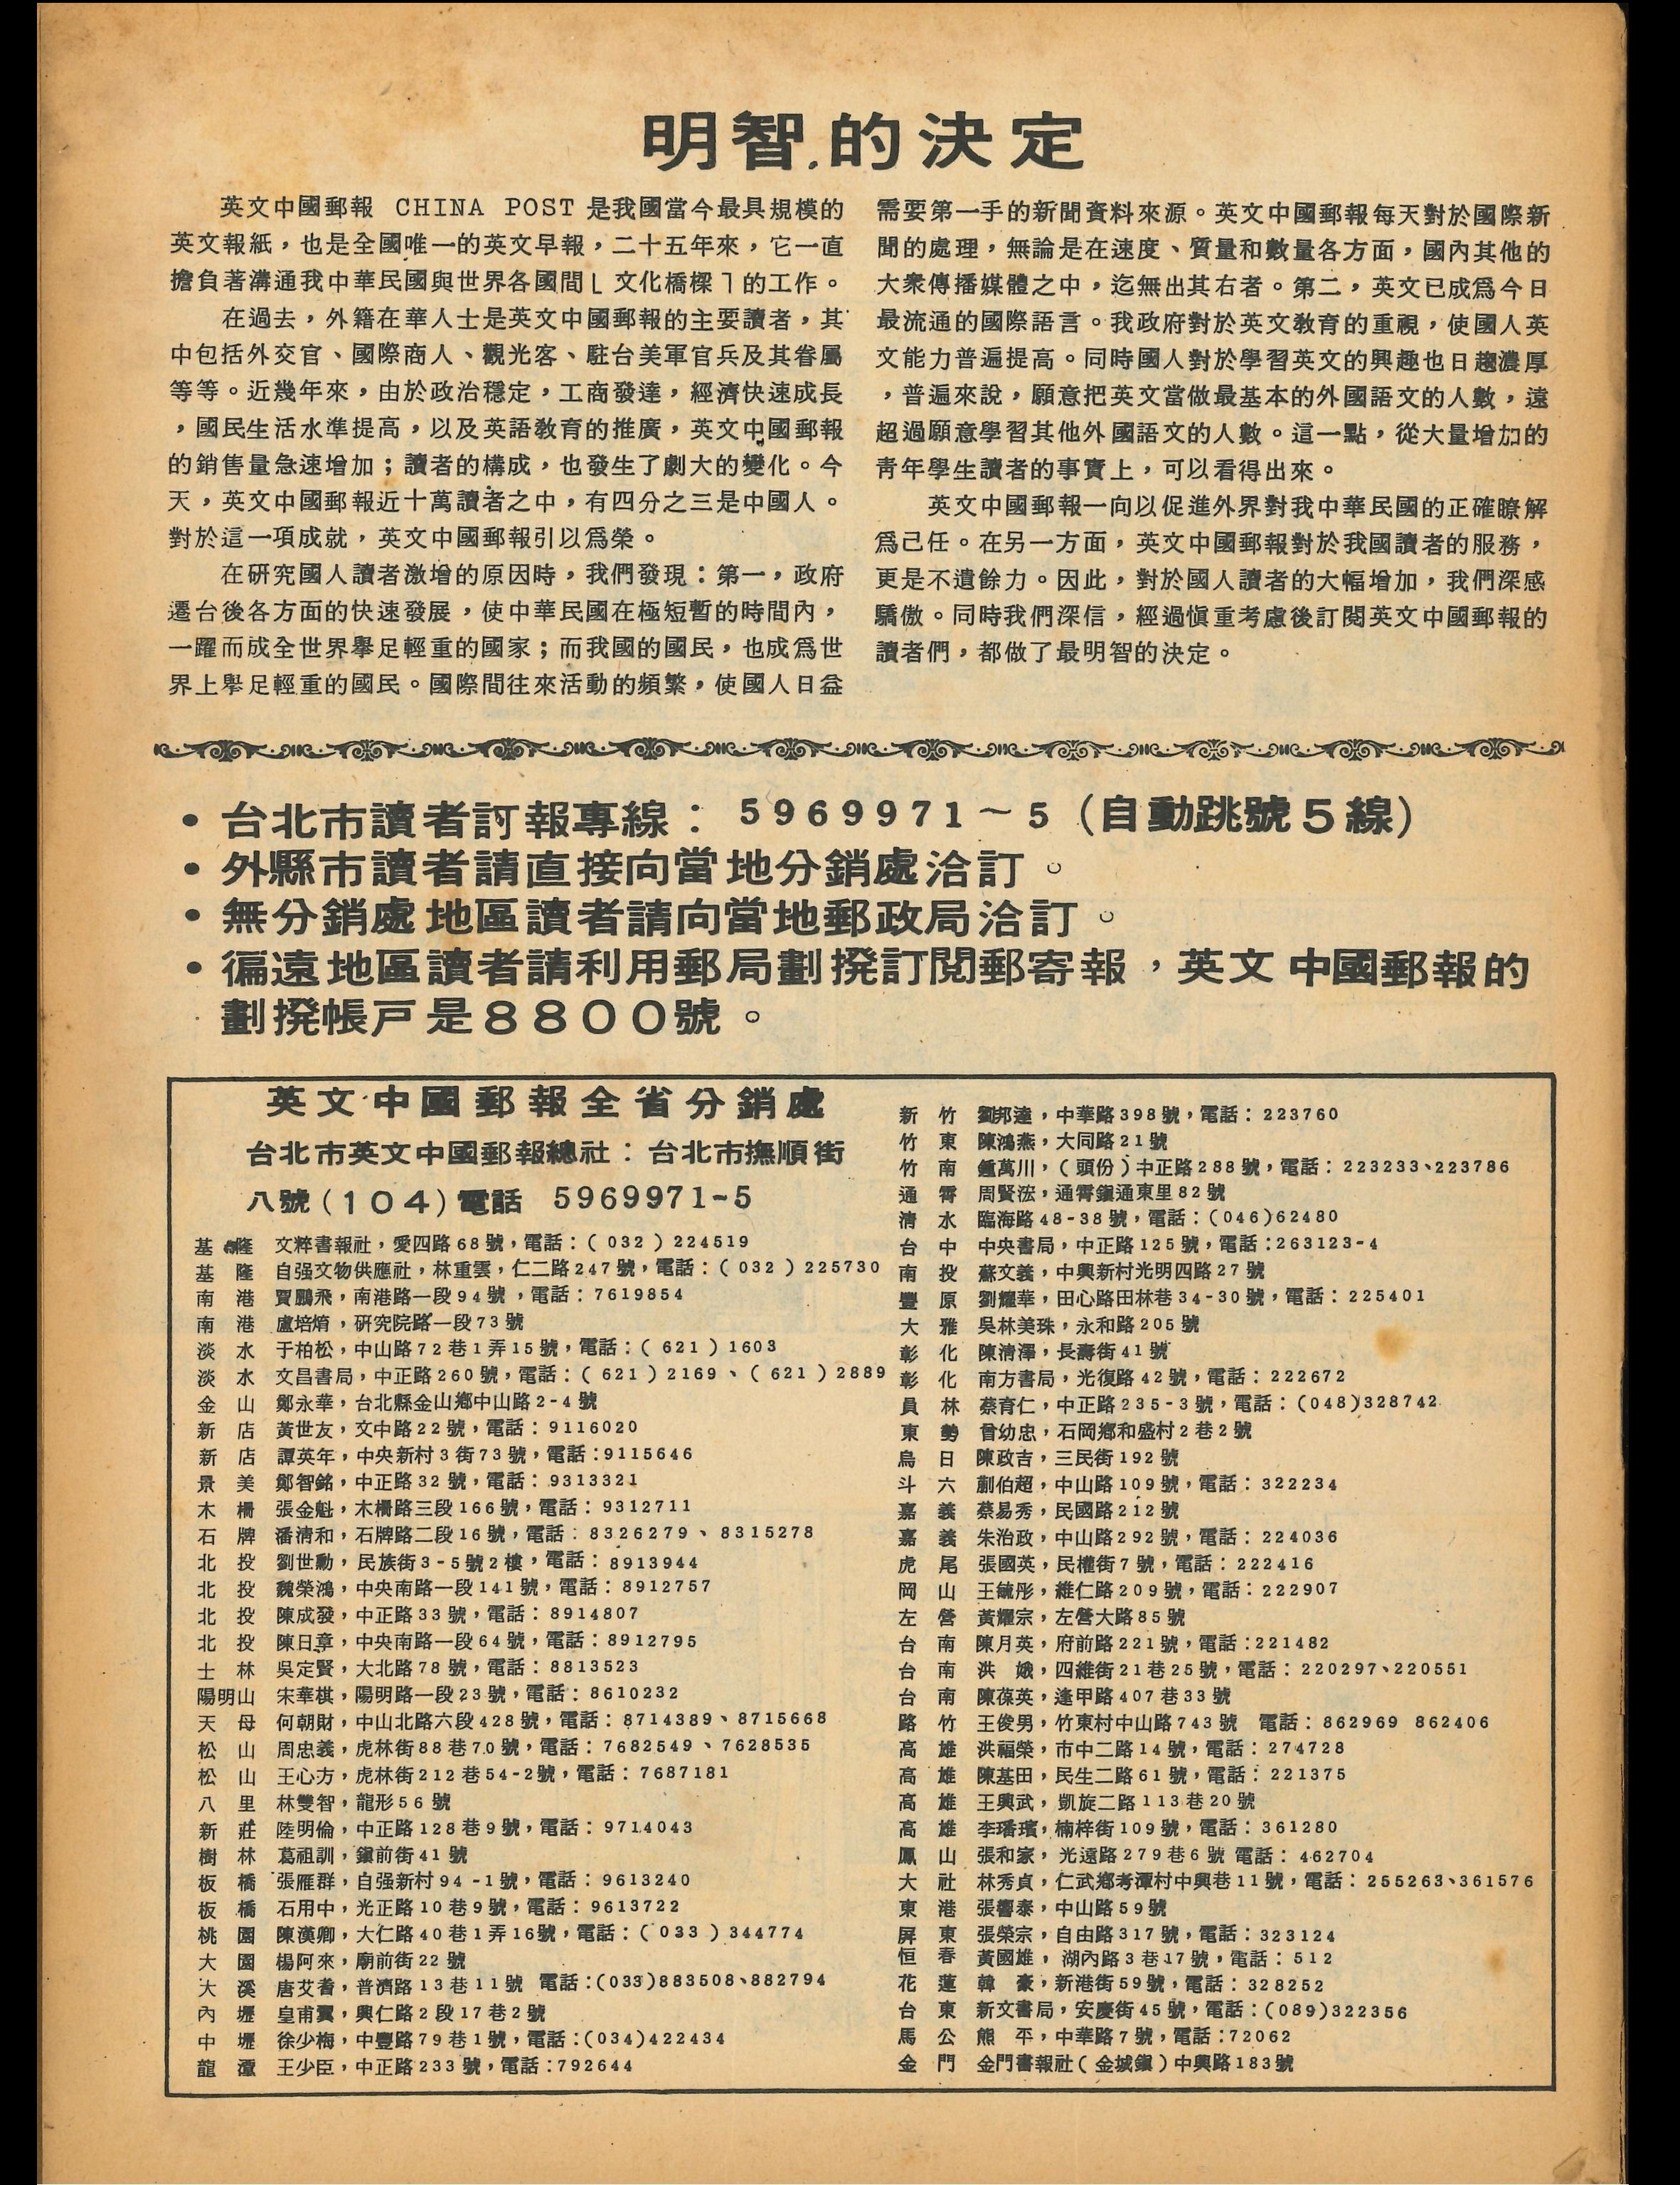 明智的決定
英文中國郵報 CHINA POST 是我國當今最具規模的
英文報紙，也是全國唯一的英文早報，二十五年來，它一直
擔負著溝通我中華民國與世界各國間⌊文化橋樑⌉的工作。
在過去，外籍在華人士是英文中國郵報的主要讀者，其
中包括外交官、國際商人、觀光客、駐台美軍官兵及其眷屬
等等。近幾年來，由於政治穩定，工商發達，經濟快速成長
，國民生活水準提高，以及英語敎育的推廣，英文中國郵報
的銷售量急速增加；讀者的構成，也發生了劇大的變化。今
天，英文中國郵報近十萬讀者之中，有四分之三是中國人。
對於這一項成就，英文中國郵報引以爲榮。
在研究國人讀者激增的原因時，我們發現：第一，政府
遷台後各方面的快速發展，使中華民國在極短暫的時間內，
一躍而成全世界擧足輕重的國家；而我國的國民，也成爲世
界上擧足輕重的國民。國際間往來活動的頻繁，使國人日益
需要第一手的新聞資料來源。英文中國郵報每天對於國際新
聞的處理，無論是在速度、質量和數量各方面，國內其他的
大衆傳播媒體之中，迄無出其右者。第二，英文已成爲今日
最流通的國際語言。我政府對於英文敎育的重視，使國人英
文能力普遍提高。同時國人對於學習英文的興趣也日趨濃厚
，普遍來說，願意把英文當做最基本的外國語文的人數，遠
超過願意學習其他外國語文的人數。這一點，從大量增加的
靑年學生讀者的事實上，可以看得出來。
英文中國郵報一向以促進外界對我中華民國的正確瞭解
爲己任。在另一方面，英文中國郵報對於我國讀者的服務，
更是不遺餘力。因此，對於國人讀者的大幅增加，我們深感
驕傲。同時我們深信，經過愼重考慮後訂閱英文中國郵報的
讀者們，都做了最明智的決定。
• 台北市讀者訂報專線： 5969971～5（自動跳號5線）
• 外縣市讀者請直接向當地分銷處洽訂。
• 無分銷處地區讀者請向當地郵政局洽訂。
• 徧遠地區讀者請利用郵局劃撥訂閱郵寄報，英文中國郵報的
劃撥帳戸是8800號。
英文中國郵報全省分銷處
台北市英文中國郵報總社：台北市撫順街
八號(104)電話 5969971-5
基隆 文粹書報社，愛四路68號，電話：(032)224519
基隆 自强文物供應社，林重雲，仁二路247號，電話：(032)225730
南港 賈鵬飛，南港路一段94號，電話：7619854
南港 盧培焴，研究院路一段73號
淡水 于柏松，中山路72巷1弄15號，電話：(621)1603
淡水 文昌書局，中正路260號，電話：(621)2169、(621)2889
金山 鄭永華，台北縣金山鄉中山路2-4號
新店 黃世友，文中路22號，電話：9116020
新店 譚英年，中央新村3街73號，電話：9115646
景美 鄭智銘，中正路32號，電話：9313321
木柵 張金魁，木柵路三段166號，電話：9312711
石牌 潘清和，石牌路二段16號，電話：8326279、8315278
北投 劉世勳，民族街3-5號2樓，電話：8913944
北投 魏榮鴻，中央南路一段141號，電話：8912757
北投 陳成發，中正路33號，電話：8914807
北投 陳日章，中央南路一段64號，電話：8912795
士林 吳定賢，大北路78號，電話：8813523
陽明山 宋華棋，陽明路一段23號，電話：8610232
天母 何朝財，中山北路六段428號，電話：8714389、8715668
松山 周忠義，虎林街88巷70號，電話：7682549、7628535
松山 王心方，虎林街212巷54-2號，電話：7687181
八里 林雙智，龍形56號
新莊 陸明倫，中正路128巷9號，電話：9714043
樹林 葛祖訓，鎭前街41號
板橋 張雁群，自强新村94-1號，電話：9613240
板橋 石用中，光正路10巷9號，電話：9613722
桃園 陳漢卿，大仁路40巷1弄16號，電話：(033)344774
大園 楊阿來，廟前街22號
大溪 唐艾耆，普濟路13巷11號 電話：(033)883508、882794
內壢 皇甫翼，興仁路2段17巷2號
中壢 徐少梅，中豐路79巷1號，電話：(034)422434
龍潭 王少臣，中正路233號，電話：792644
新竹 劉邦達，中華路398號，電話：223760
竹東 陳鴻燕，大同路21號
竹南 鍾萬川，(頭份)中正路288號，電話：223233、223786
通霄 周賢浤，通霄鎭通東里82號
清水 臨海路48-38號，電話：(046)62480
台中 中央書局，中正路125號，電話：263123-4
南投 蘇文義，中興新村光明四路27號
豐原 劉耀華，田心路田林巷34-30號，電話：225401
大雅 吳林美珠，永和路205號
彰化 陳清澤，長壽街41號
彰化 南方書局，光復路42號，電話：222672
員林 蔡育仁，中正路235-3號，電話：(048)328742
東勢 曾幼忠，石岡鄉和盛村2巷2號
烏日 陳政吉，三民街192號
斗六 蒯伯超，中山路109號，電話：322234
嘉義 蔡易秀，民國路212號
嘉義 朱治政，中山路292號，電話：224036
虎尾 張國英，民權街7號，電話：222416
岡山 王毓彤，維仁路209號，電話：222907
左營 黃耀宗，左營大路85號
台南 陳月英，府前路221號，電話：221482
台南 洪娥，四維街21巷25號，電話：220297、220551
台南 陳葆英，逢甲路407巷33號
路竹 王俊男，竹東村中山路743號 電話：862969 862406
高雄 洪福榮，市中二路14號，電話：274728
高雄 陳基田，民生二路61號，電話：221375
高雄 王興武，凱旋二路113巷20號
高雄 李璠璸，楠梓街109號，電話：361280
鳳山 張和家，光遠路279巷6號 電話：462704
大社 林秀貞，仁武鄉考潭村中興巷11號，電話：255263、361576
東港 張響泰，中山路59號
屏東 張榮宗，自由路317號，電話：323124
恒春 黃國雄，湖內路3巷17號，電話：512
花蓮 韓豪，新港街59號，電話：328252
台東 新文書局，安慶街45號，電話：(089)322356
馬公 熊平，中華路7號，電話：72062
金門 金門書報社(金城鎭)中興路183號